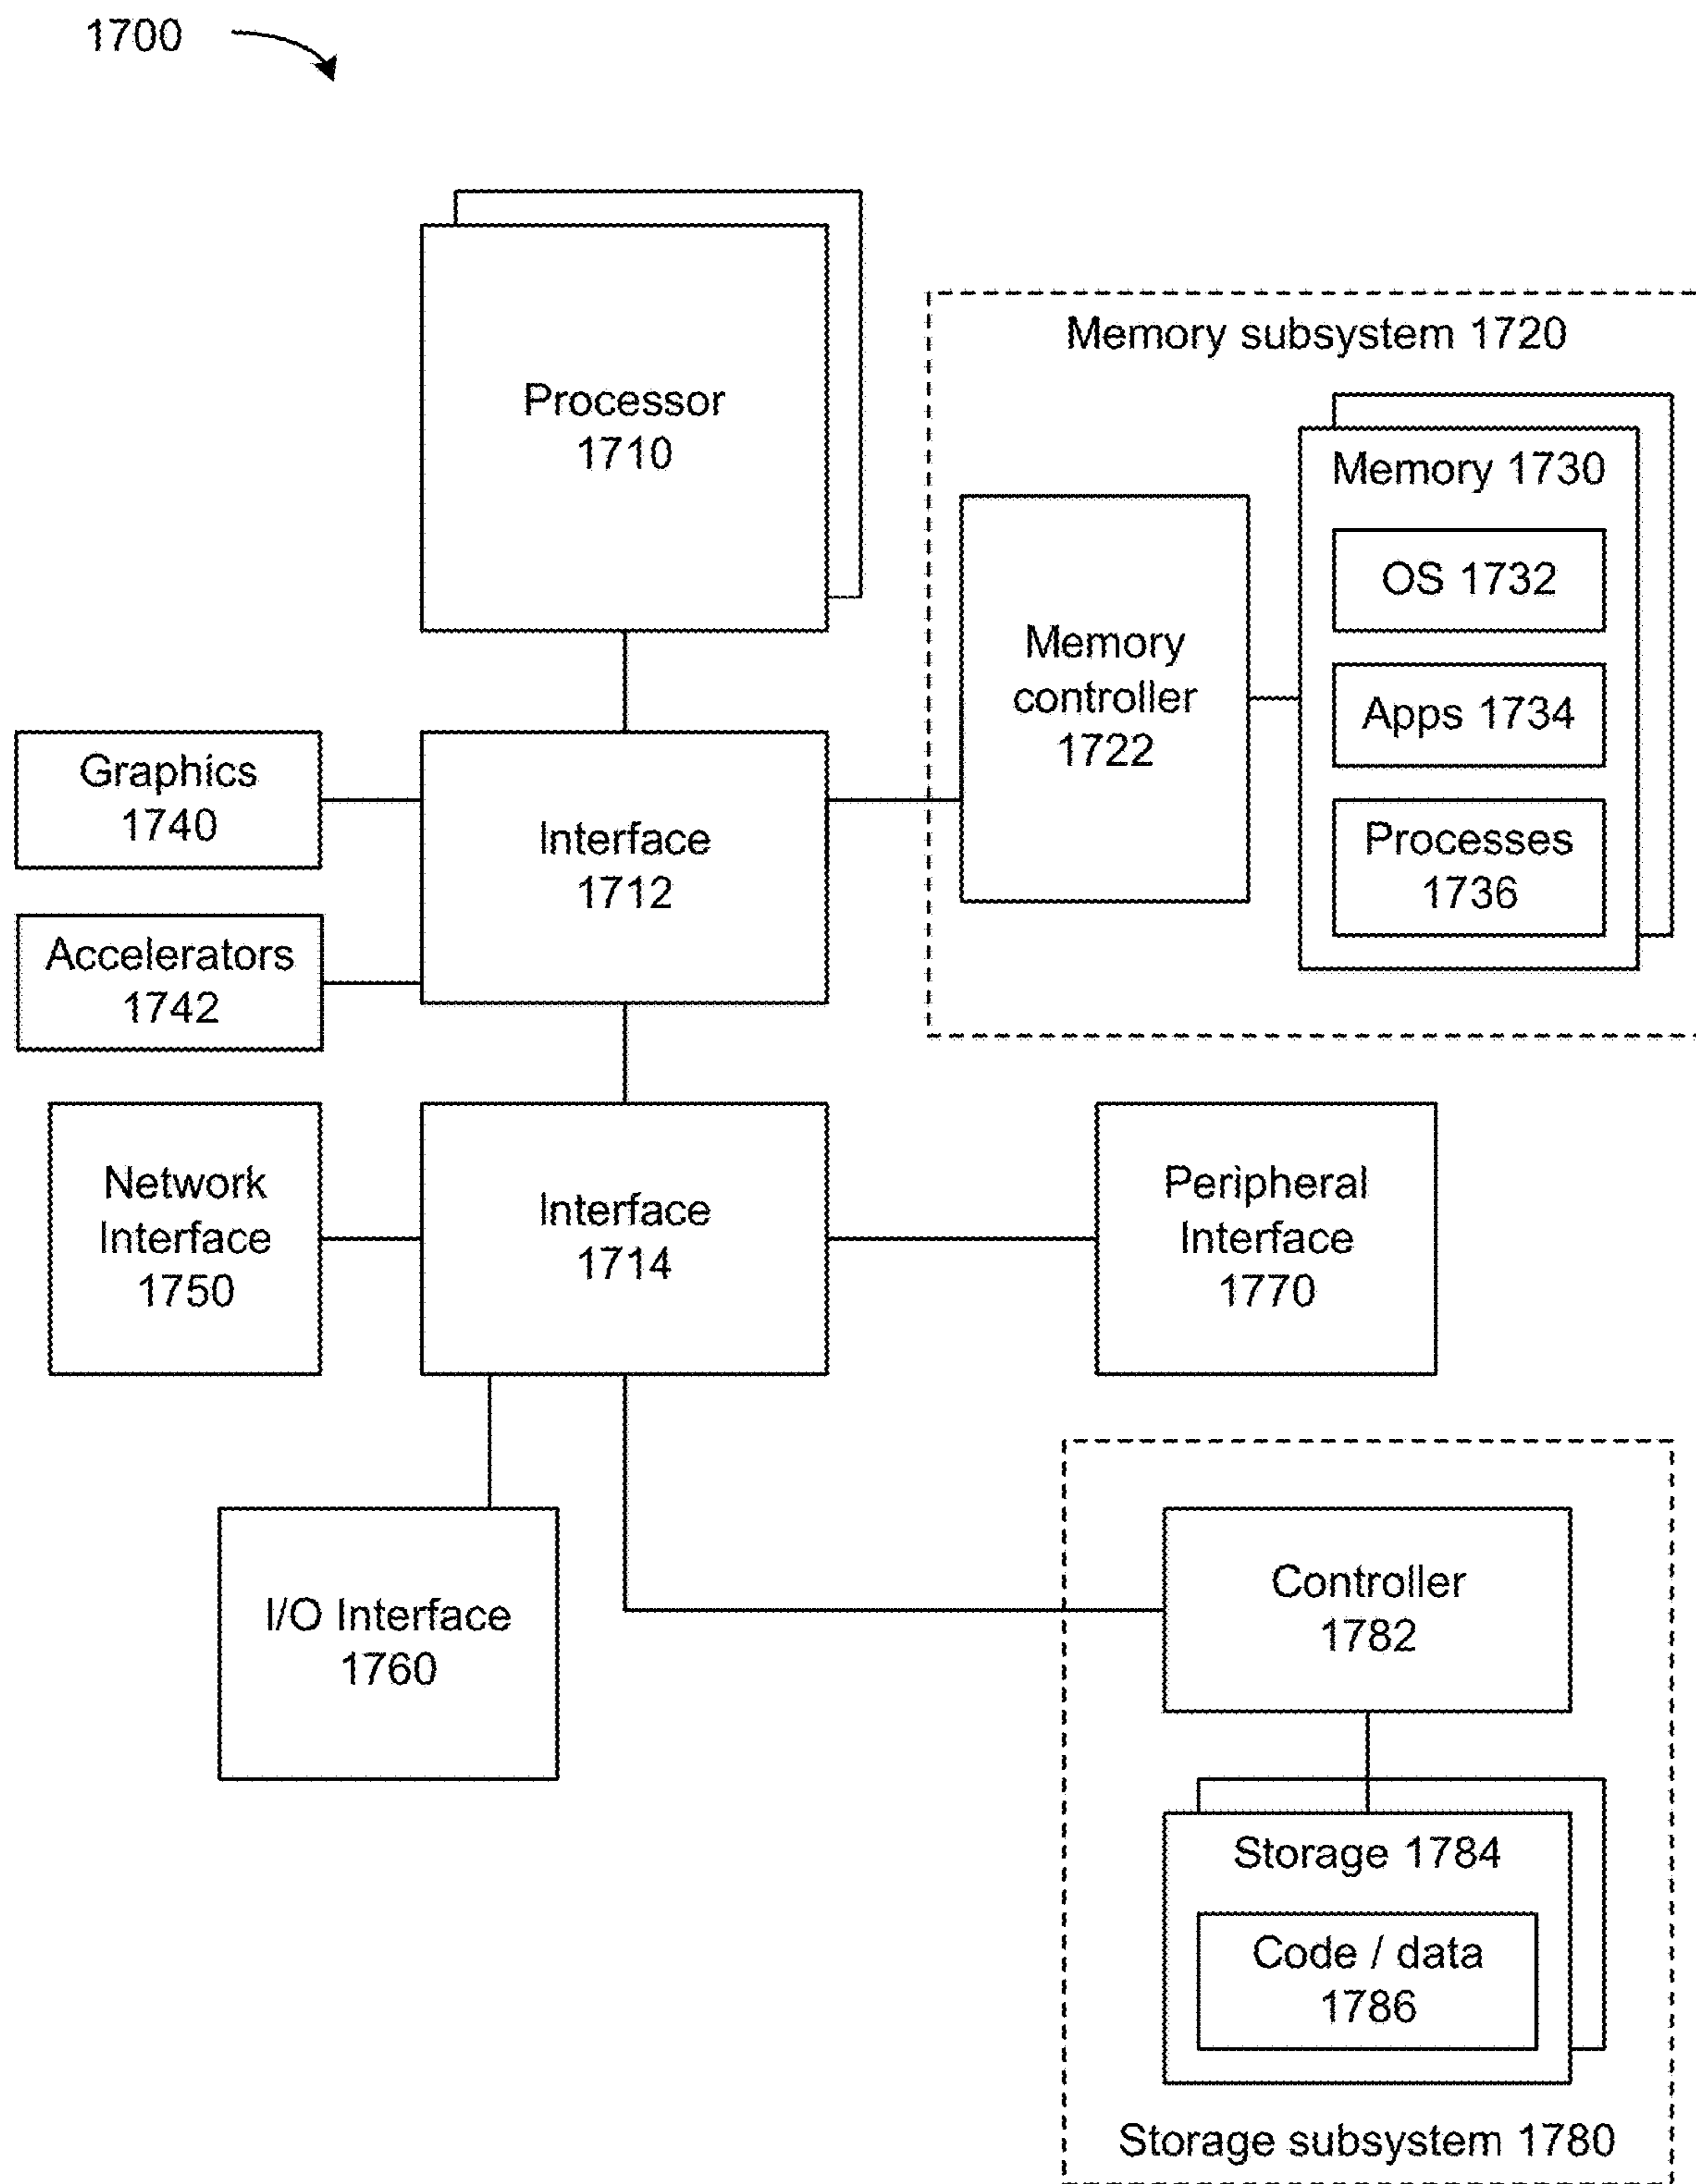 1700
Processor
1710
Memory subsystem 1720
Memory 1730
OS 1732
Memory
controller
1722
Apps 1734
Processes
1736
Graphics
1740
Interface
1712
Accelerators
1742
Network
Interface
1750
Interface
1714
Peripheral
Interface
1770
I/O Interface
1760
Controller
1782
Storage 1784
Code / data
1786
Storage subsystem 1780